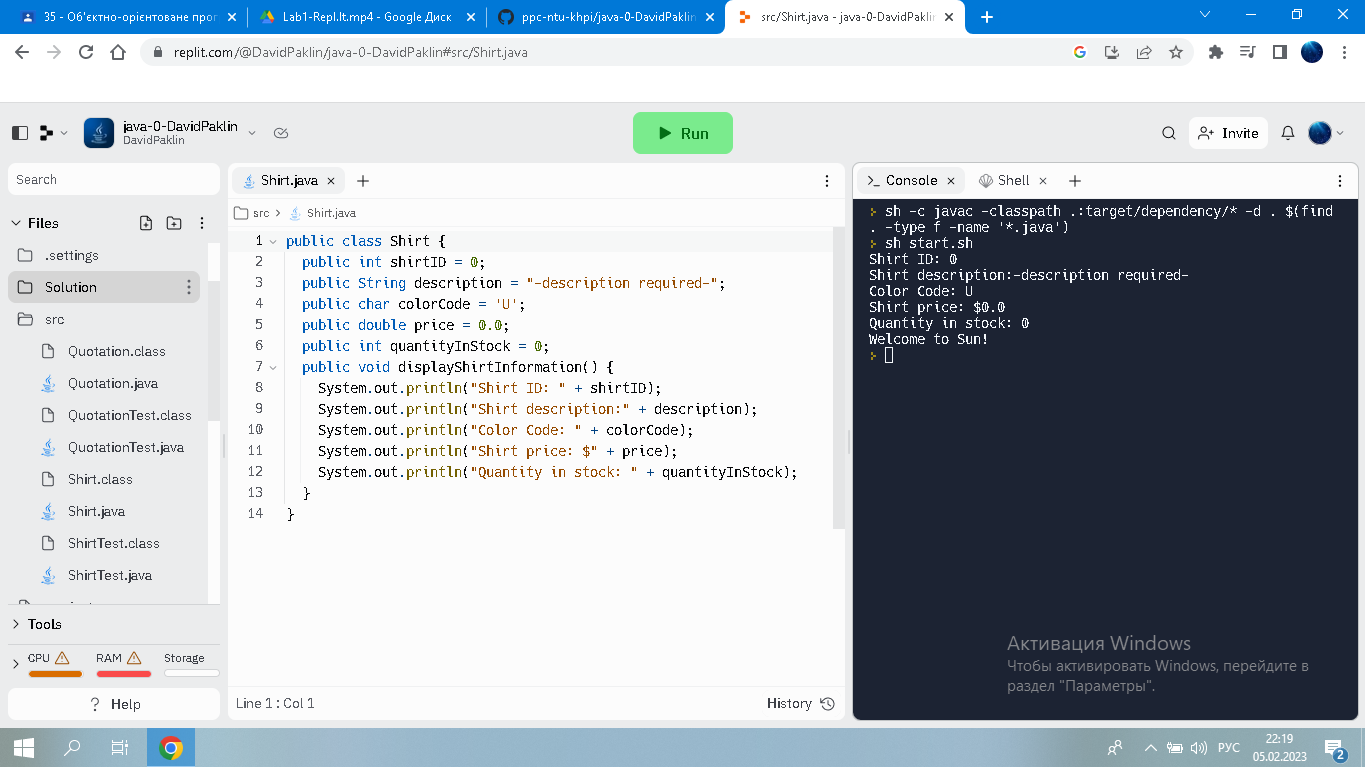 35 - Об'єктно-орієнтоване прог
Lab1-Repl.It.mp4 - Google Диск
ppc-ntu-khpi/java-0-DavidPaklin
src/Shirt.java - java-0-DavidPaklin
replit.com/@DavidPaklin/java-0-DavidPaklin#src/Shirt.java
java-0-DavidPaklin
DavidPaklin
Run
Invite
Search
Files
.settings
Solution
src
Quotation.class
Quotation.java
QuotationTest.class
QuotationTest.java
Shirt.class
Shirt.java
ShirtTest.class
ShirtTest.java
Tools
CPU
RAM
Storage
? Help
Shirt.java
src > Shirt.java
1 public class Shirt {
2 public int shirtID = 0;
3 public String description = "-description required-";
4 public char colorCode = 'U';
5 public double price = 0.0;
6 public int quantityInStock = 0;
7 public void displayShirtInformation() {
8 System.out.println("Shirt ID: " + shirtID);
9 System.out.println("Shirt description:" + description);
10 System.out.println("Color Code: " + colorCode);
11 System.out.println("Shirt price: $" + price);
12 System.out.println("Quantity in stock: " + quantityInStock);
13 }
14 }
Line 1 : Col 1
History
>_ Console
Shell
sh -c javac -classpath .:target/dependency/* -d . $(find
. -type f -name '*.java')
sh start.sh
Shirt ID: 0
Shirt description:-description required-
Color Code: U
Shirt price: $0.0
Quantity in stock: 0
Welcome to Sun!
Активация Windows
Чтобы активировать Windows, перейдите в
раздел "Параметры".
РУС
22:19
05.02.2023
2